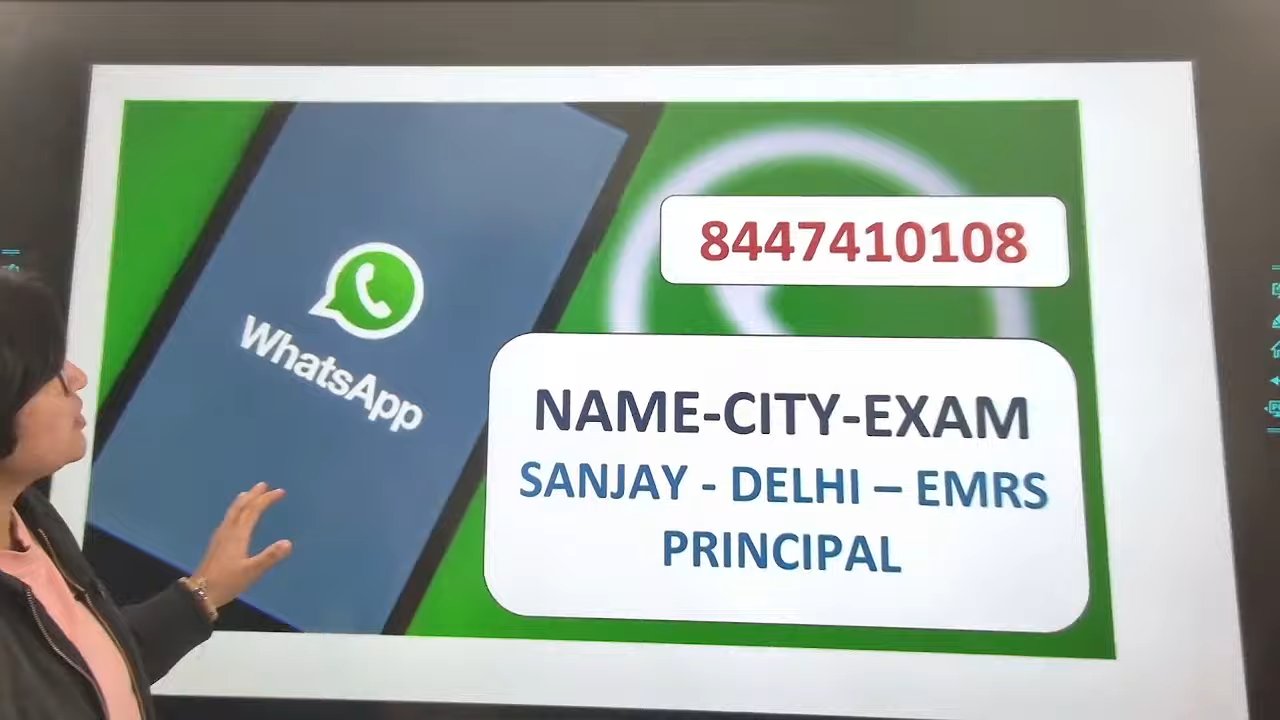 WhatsApp
8447410108
NAME-CITY-EXAM
SANJAY - DELHI – EMRS
PRINCIPAL